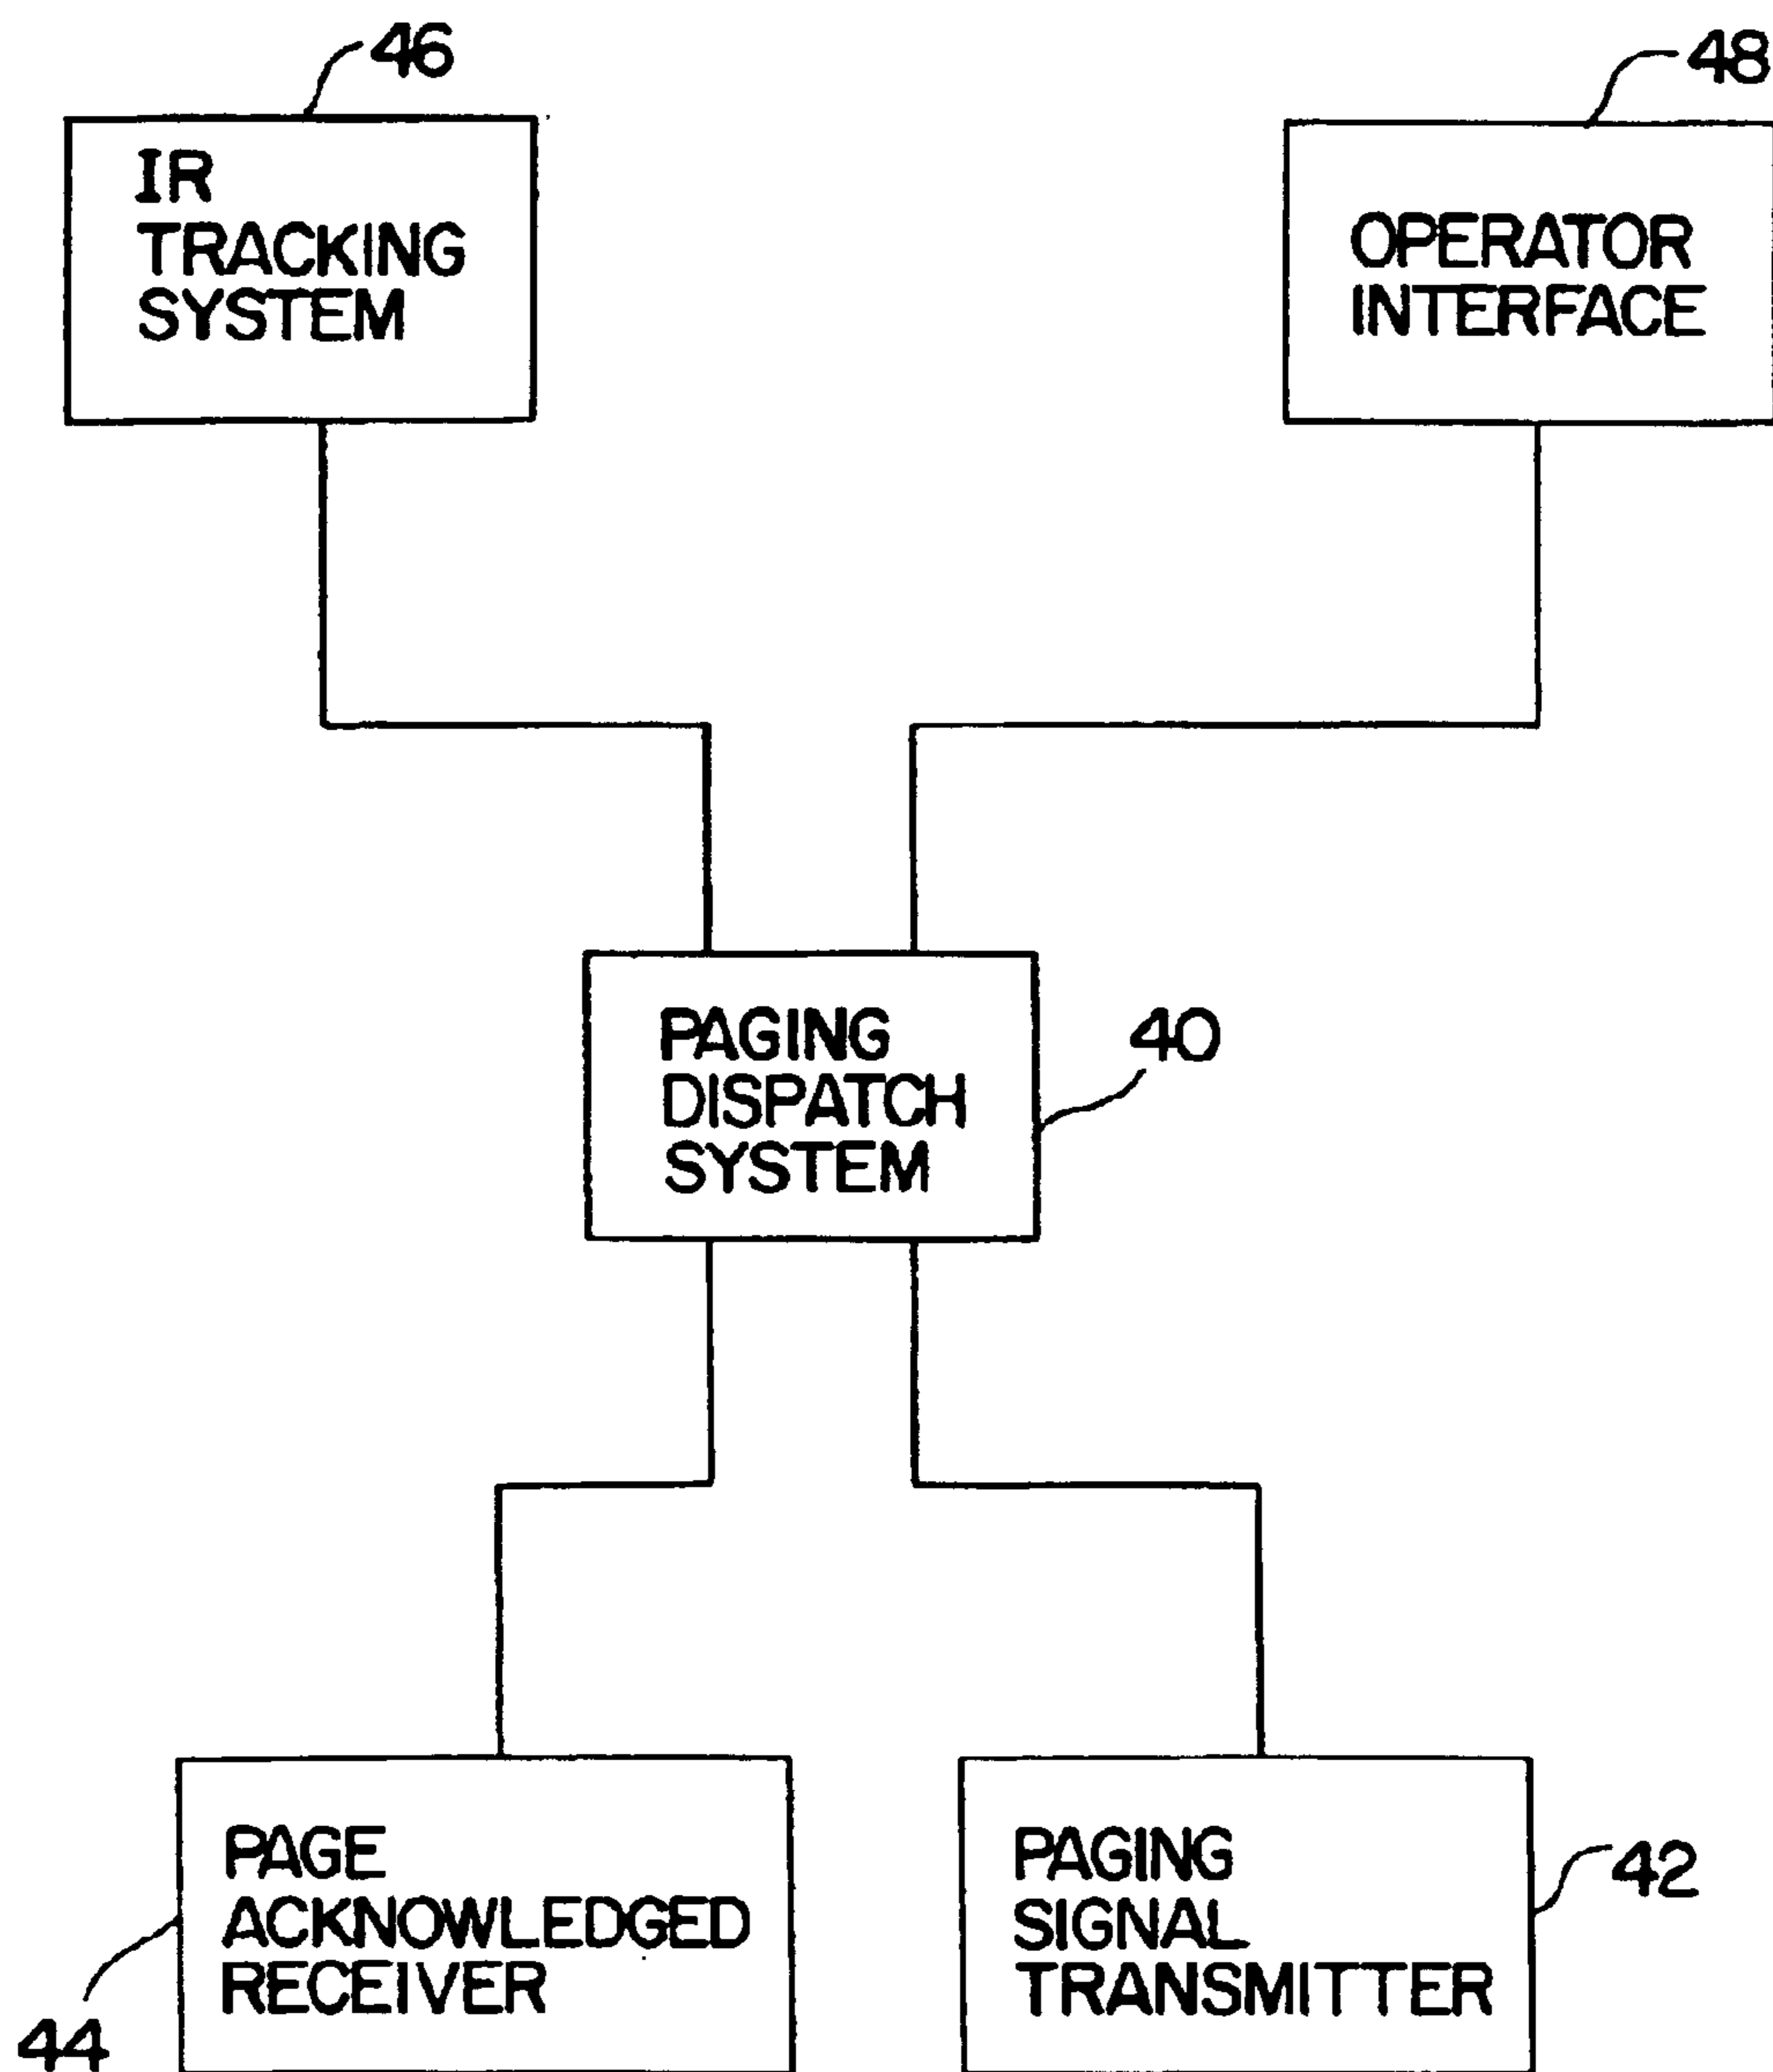 46
48
IR
TRACKING
SYSTEM
OPERATOR
INTERFACE
PAGING
DISPATCH
SYSTEM
40
PAGE
ACKNOWLEDGED
RECEIVER
44
PAGING
SIGNAL
TRANSMITTER
42